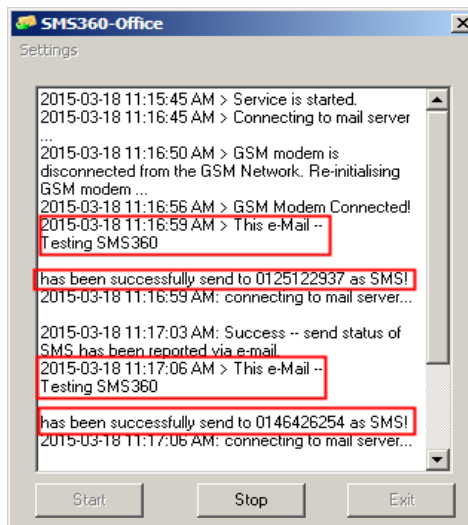 SMS360-Office
Settings
2015-03-18 11:15:45 AM > Service is started.
2015-03-18 11:16:45 AM > Connecting to mail server
...
2015-03-18 11:16:50 AM > GSM modem is
disconnected from the GSM Network. Re-initialising
GSM modem ...
2015-03-18 11:16:56 AM > GSM Modem Connected!
2015-03-18 11:16:59 AM > This e-Mail --
Testing SMS360
has been successfully send to 0125122937 as SMS!
2015-03-18 11:16:59 AM: connecting to mail server...
2015-03-18 11:17:03 AM: Success -- send status of
SMS has been reported via e-mail.
2015-03-18 11:17:06 AM > This e-Mail --
Testing SMS360
has been successfully send to 0146426254 as SMS!
2015-03-18 11:17:06 AM: connecting to mail server...
Start
Stop
Exit